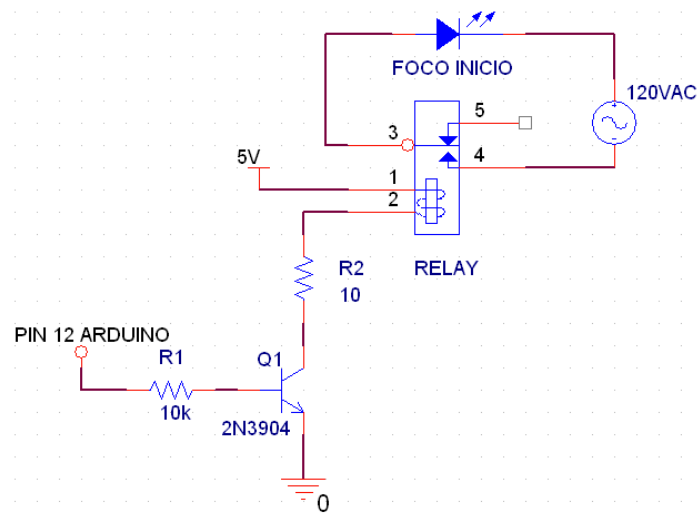 FOCO INICIO
120VAC
5
3
4
5V
1
2
R2
10
RELAY
PIN 12 ARDUINO
R1
10k
Q1
2N3904
0